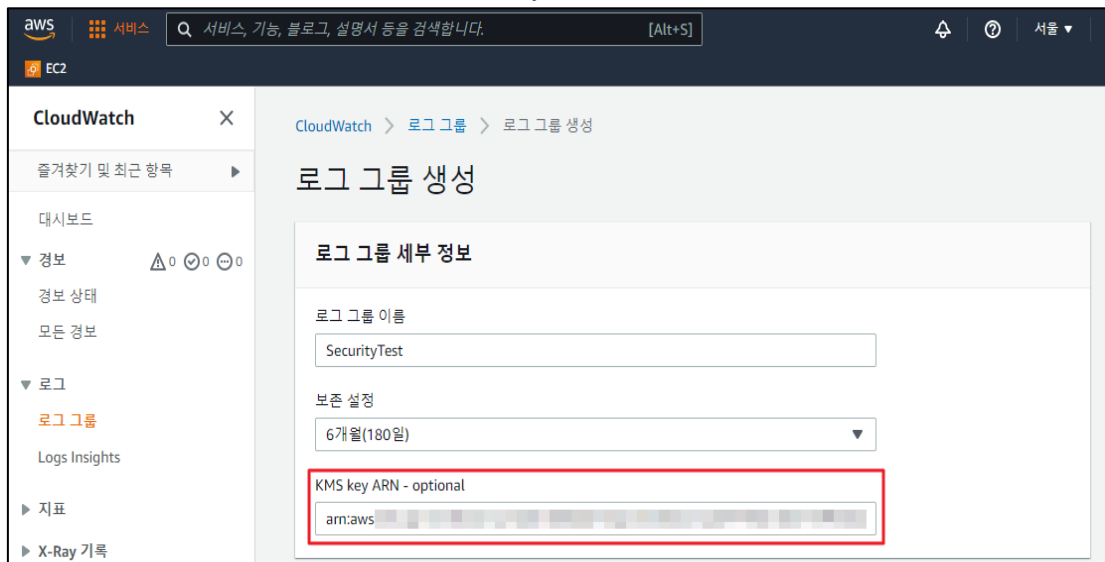 aws 서비스 서비스, 기능, 블로그, 설명서 등을 검색합니다. [Alt+S] 서울 ▼
EC2
CloudWatch
즐겨찾기 및 최근 항목
대시보드
경보 0 0 0
경보 상태
모든 경보
로그
로그 그룹
Logs Insights
지표
X-Ray 기록
CloudWatch > 로그 그룹 > 로그 그룹 생성
로그 그룹 생성
로그 그룹 세부 정보
로그 그룹 이름
SecurityTest
보존 설정
6개월(180일)
KMS key ARN - optional
arn:aws